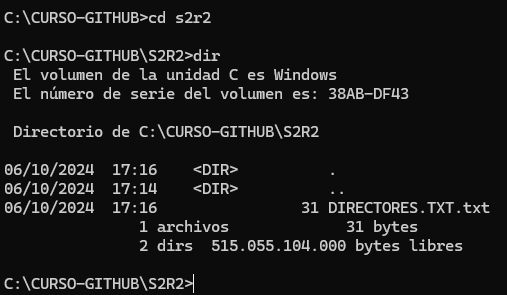 C:\CURSO-GITHUB>cd s2r2
C:\CURSO-GITHUB\S2R2>dir
El volumen de la unidad C es Windows
El número de serie del volumen es: 38AB-DF43
Directorio de C:\CURSO-GITHUB\S2R2
06/10/2024  17:16    <DIR>          .
06/10/2024  17:14    <DIR>          ..
06/10/2024  17:16                31 DIRECTORES.TXT.txt
1 archivos             31 bytes
2 dirs  515.055.104.000 bytes libres
C:\CURSO-GITHUB\S2R2>